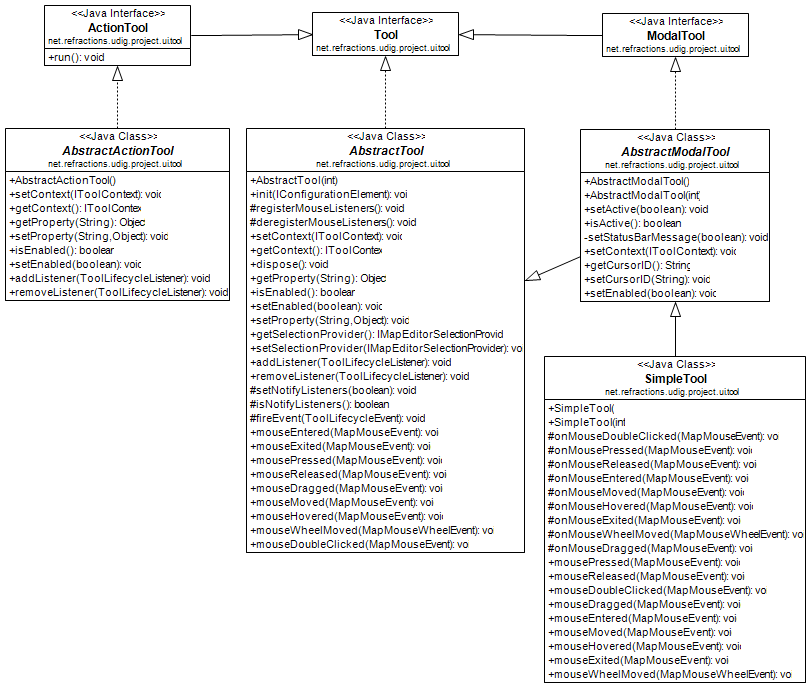 <<Java Interface>>
ActionTool
net.refractions.udig.project.ui.tool
+run(): void
<<Java Interface>>
Tool
net.refractions.udig.project.ui.tool
<<Java Interface>>
ModalTool
net.refractions.udig.project.ui.tool
<<Java Class>>
AbstractActionTool
net.refractions.udig.project.ui.tool
+AbstractActionTool()
+setContext(IToolContext): void
+getContext(): IToolContex
+getProperty(String): Objec
+setProperty(String,Object): void
+isEnabled(): boolear
+setEnabled(boolean): void
+addListener(ToolLifecycleListener): void
+removeListener(ToolLifecycleListener): void
<<Java Class>>
AbstractTool
net.refractions.udig.project.ui.tool
+AbstractTool(int)
+init(IConfigurationElement): voi
#registerMouseListeners(): void
#deregisterMouseListeners(): void
+setContext(IToolContext): voic
+getContext(): IToolContex
+dispose(): void
+getProperty(String): Objec
+isEnabled(): boolear
+setEnabled(boolean): void
+setProperty(String,Object): void
+getSelectionProvider(): IMapEditorSelectionProvid
+setSelectionProvider(IMapEditorSelectionProvider): voi
+addListener(ToolLifecycleListener): void
+removeListener(ToolLifecycleListener): void
#setNotifyListeners(boolean): void
#isNotifyListeners(): boolean
#fireEvent(ToolLifecycleEvent): void
+mouseEntered(MapMouseEvent): voi
+mouseExited(MapMouseEvent): voi
+mousePressed(MapMouseEvent): voi
+mouseReleased(MapMouseEvent): voi
+mouseDragged(MapMouseEvent): voi
+mouseMoved(MapMouseEvent): voi
+mouseHovered(MapMouseEvent): voi
+mouseWheelMoved(MapMouseWheelEvent): vo
+mouseDoubleClicked(MapMouseEvent): vo
<<Java Class>>
AbstractModalTool
net.refractions.udig.project.ui.tool
+AbstractModalTool()
+AbstractModalTool(int)
+setActive(boolean): void
+isActive(): boolean
-setStatusBarMessage(boolean): void
+setContext(IToolContext): voic
+getCursorID(): String
+setCursorID(String): void
+setEnabled(boolean): void
<<Java Class>>
SimpleTool
net.refractions.udig.project.ui.tool
+SimpleTool(
+SimpleTool(int
#onMouseDoubleClicked(MapMouseEvent): vo
#onMousePressed(MapMouseEvent): voi
#onMouseReleased(MapMouseEvent): voi
#onMouseEntered(MapMouseEvent): voi
#onMouseMoved(MapMouseEvent): voi
#onMouseHovered(MapMouseEvent): voi
#onMouseExited(MapMouseEvent): voi
#onMouseWheelMoved(MapMouseWheelEvent): vo
#onMouseDragged(MapMouseEvent): voi
+mousePressed(MapMouseEvent): voi
+mouseReleased(MapMouseEvent): voi
+mouseDoubleClicked(MapMouseEvent): vo
+mouseDragged(MapMouseEvent): voi
+mouseEntered(MapMouseEvent): voi
+mouseMoved(MapMouseEvent): voi
+mouseHovered(MapMouseEvent): voi
+mouseExited(MapMouseEvent): voi
+mouseWheelMoved(MapMouseWheelEvent): vo